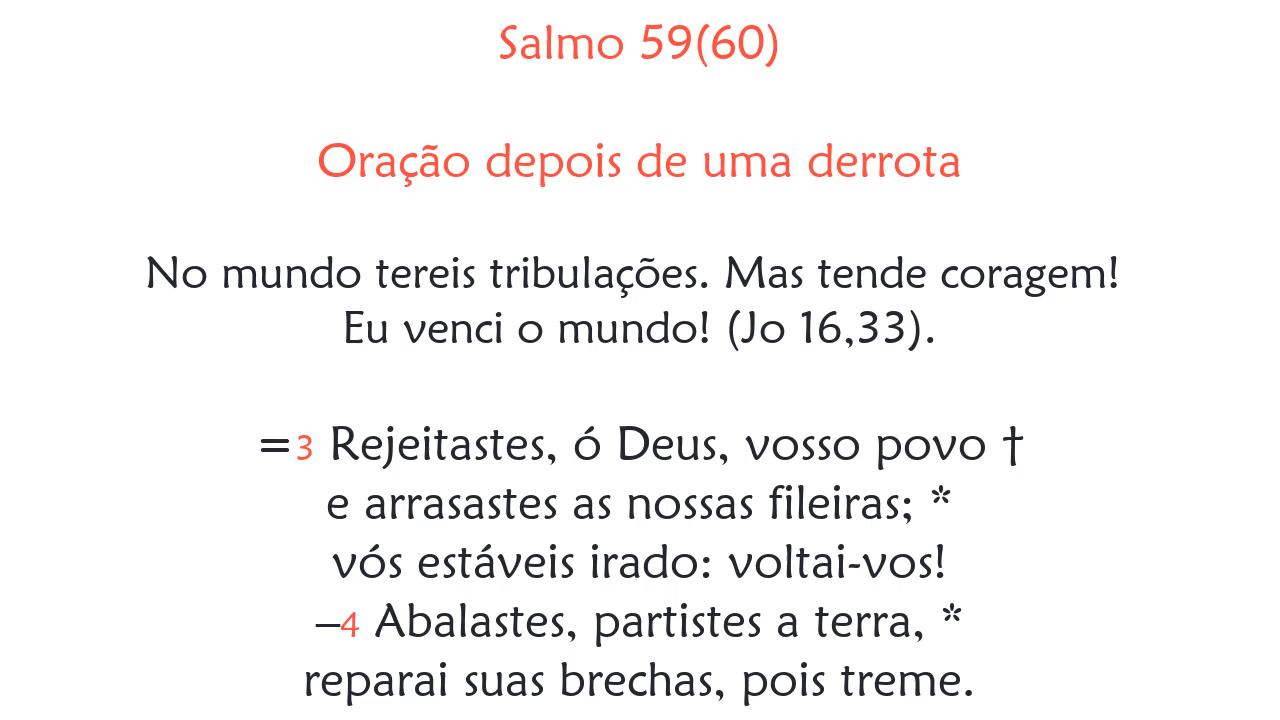 Salmo 59(60)
Oração depois de uma derrota
No mundo tereis tribulações. Mas tende coragem!
Eu venci o mundo! (Jo 16,33).
=3 Rejeitastes, ó Deus, vosso povo †
e arrasastes as nossas fileiras; *
vós estáveis irado: voltai-vos!
–4 Abalastes, partistes a terra, *
reparai suas brechas, pois treme.